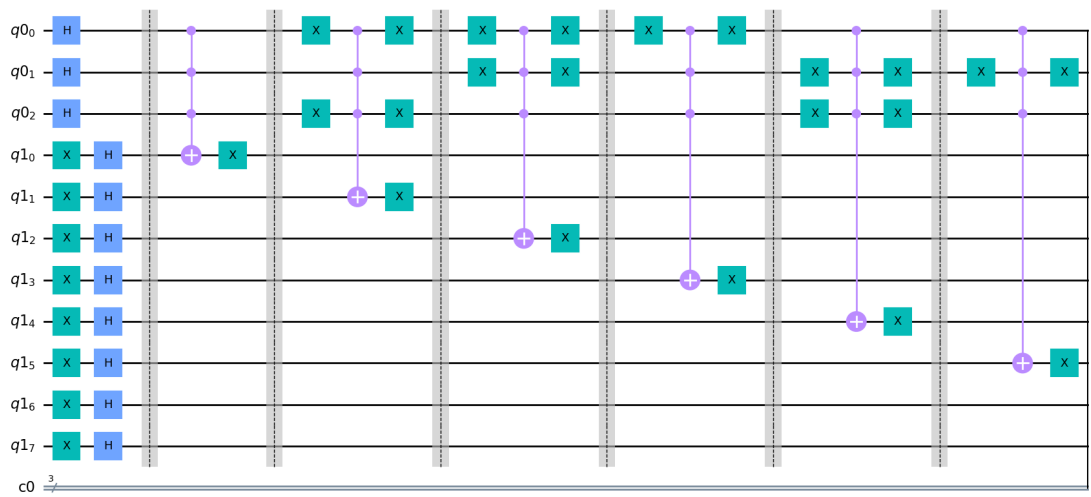 q0₀ H X X X X X X
q0₁ H X X X X X X
q0₂ H X X X X
q1₀ X H X
q1₁ X H X
q1₂ X H X
q1₃ X H X
q1₄ X H X
q1₅ X H X
q1₆ X H
q1₇ X H
c0 3